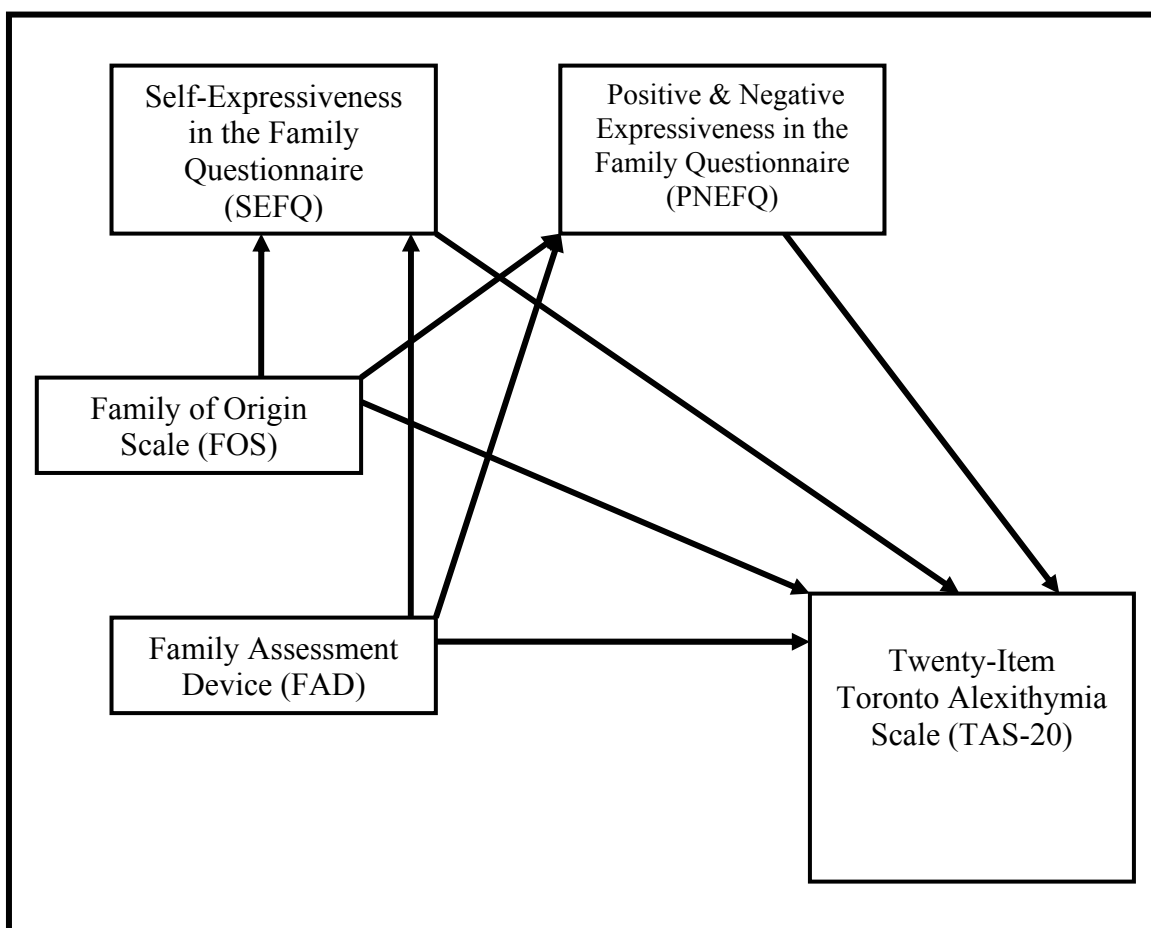 Self-Expressiveness
in the Family
Questionnaire
(SEFQ)
Positive & Negative
Expressiveness in the
Family Questionnaire
(PNEFQ)
Family of Origin
Scale (FOS)
Family Assessment
Device (FAD)
Twenty-Item
Toronto Alexithymia
Scale (TAS-20)